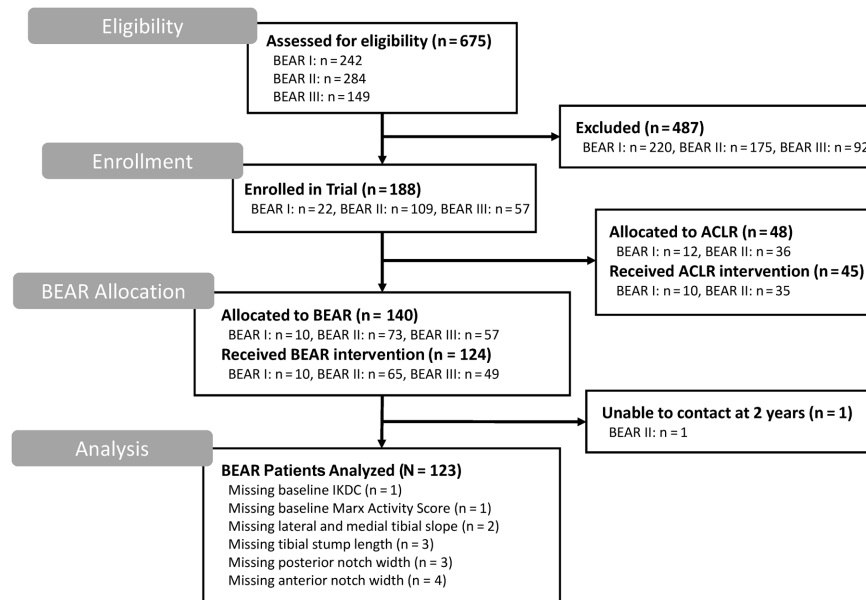 Eligibility
Assessed for eligibility (n=675)
BEAR I: n=242
BEAR II: n=284
BEAR III: n=149
Excluded (n=487)
BEAR I: n=220, BEAR II: n=175, BEAR III: n=92
Enrollment
Enrolled in Trial (n=188)
BEAR I: n=22, BEAR II: n=109, BEAR III: n=57
Allocated to ACLR (n=48)
BEAR I: n=12, BEAR II: n=36
Received ACLR intervention (n=45)
BEAR I: n=10, BEAR II: n=35
BEAR Allocation
Allocated to BEAR (n= 140)
BEAR I: n=10, BEAR II: n=73, BEAR III: n=57
Received BEAR intervention (n = 124)
BEAR I: n=10, BEAR II: n=65, BEAR III: n=49
Unable to contact at 2 years (n = 1)
BEAR II: n=1
Analysis
BEAR Patients Analyzed (N = 123)
Missing baseline IKDC (n = 1)
Missing baseline Marx Activity Score (n = 1)
Missing lateral and medial tibial slope (n = 2)
Missing tibial stump length (n = 3)
Missing posterior notch width (n = 3)
Missing anterior notch width (n = 4)